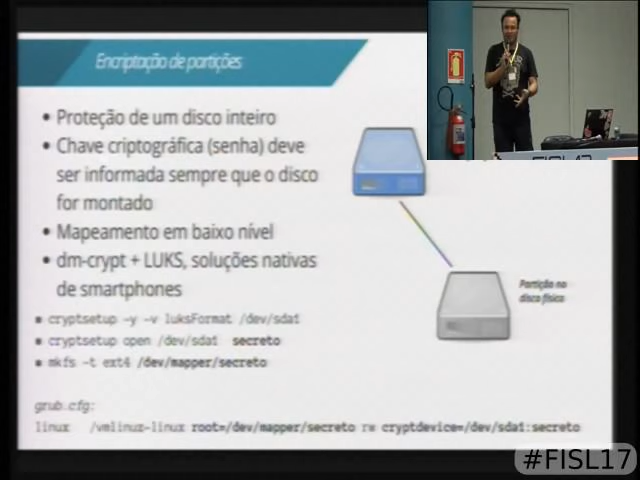 Encriptação de partições
• Proteção de um disco inteiro
• Chave criptográfica (senha) deve
ser informada sempre que o disco
for montado
• Mapeamento em baixo nível
• dm-crypt + LUKS, soluções nativas
de smartphones
Partição no
disco físico
▪ cryptsetup -y -v luksFormat /dev/sda1
▪ cryptsetup open /dev/sda1 secreto
▪ mkfs -t ext4 /dev/mapper/secreto
grub.cfg:
linux /vmlinux-linux root=/dev/mapper/secreto rw cryptdevice=/dev/sda1:secreto
FISL17
#FISL17